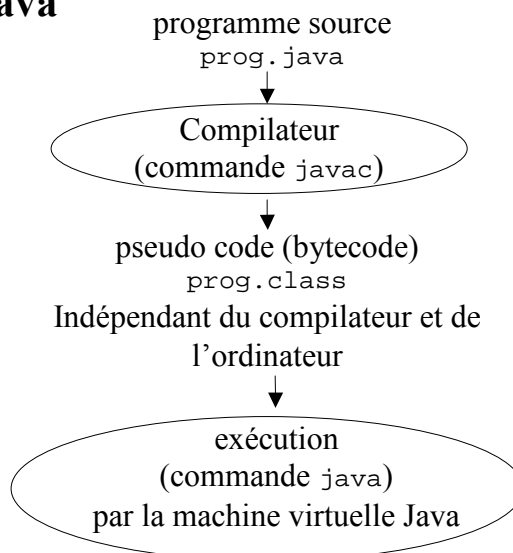 programme source
prog.java
Compilateur
(commande javac)
pseudo code (bytecode)
prog.class
Indépendant du compilateur et de
l’ordinateur
exécution
(commande java)
par la machine virtuelle Java